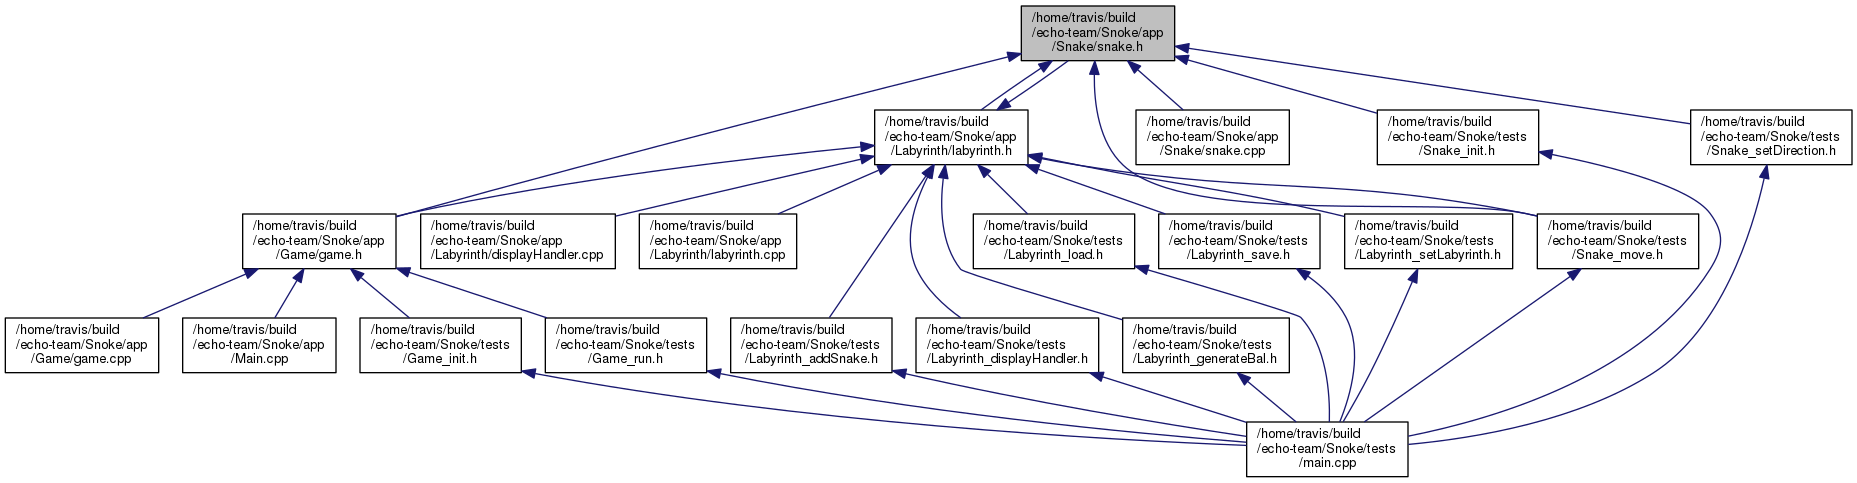 /home/travis/build
/echo-team/Snoke/app
/Snake/snake.h
/home/travis/build
/echo-team/Snoke/app
/Labyrinth/labyrinth.h
/home/travis/build
/echo-team/Snoke/app
/Snake/snake.cpp
/home/travis/build
/echo-team/Snoke/tests
/Snake_init.h
/home/travis/build
/echo-team/Snoke/tests
/Snake_setDirection.h
/home/travis/build
/echo-team/Snoke/app
/Game/game.h
/home/travis/build
/echo-team/Snoke/app
/Labyrinth/displayHandler.cpp
/home/travis/build
/echo-team/Snoke/app
/Labyrinth/labyrinth.cpp
/home/travis/build
/echo-team/Snoke/tests
/Labyrinth_load.h
/home/travis/build
/echo-team/Snoke/tests
/Labyrinth_save.h
/home/travis/build
/echo-team/Snoke/tests
/Labyrinth_setLabyrinth.h
/home/travis/build
/echo-team/Snoke/tests
/Snake_move.h
/home/travis/build
/echo-team/Snoke/app
/Game/game.cpp
/home/travis/build
/echo-team/Snoke/app
/Main.cpp
/home/travis/build
/echo-team/Snoke/tests
/Game_init.h
/home/travis/build
/echo-team/Snoke/tests
/Game_run.h
/home/travis/build
/echo-team/Snoke/tests
/Labyrinth_addSnake.h
/home/travis/build
/echo-team/Snoke/tests
/Labyrinth_displayHandler.h
/home/travis/build
/echo-team/Snoke/tests
/Labyrinth_generateBal.h
/home/travis/build
/echo-team/Snoke/tests
/main.cpp